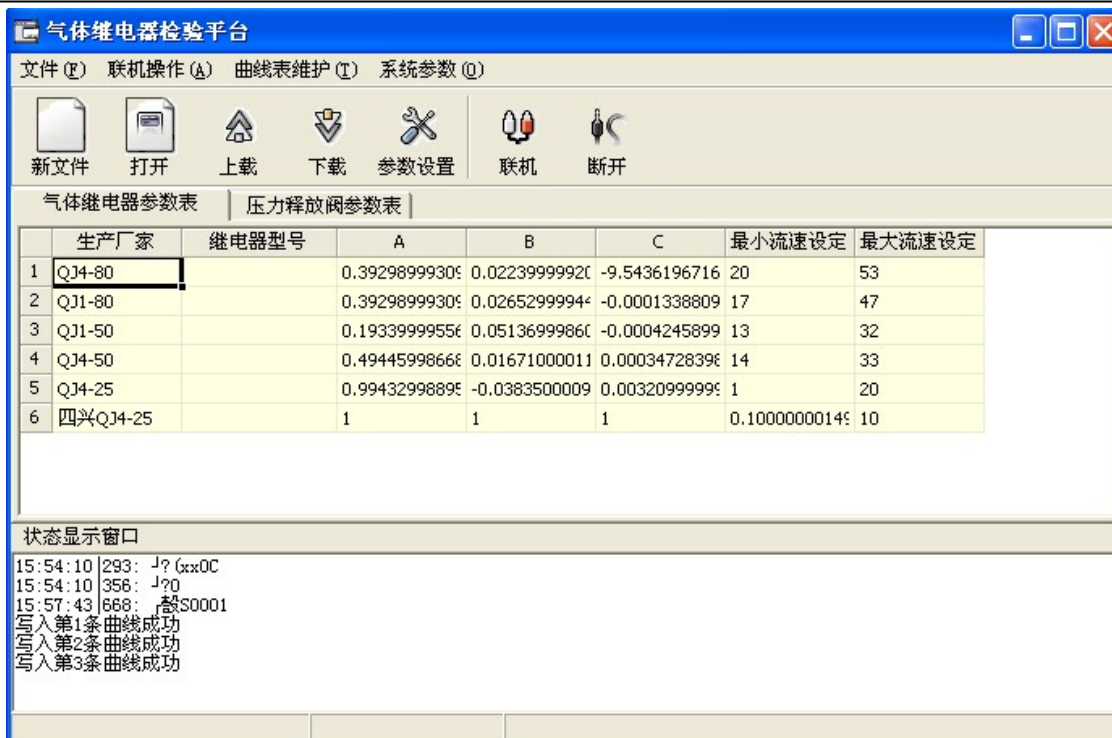 气体继电器检验平台
文件(F) 联机操作(A) 曲线表维护(T) 系统参数(O)
新文件 打开 上载 下载 参数设置 联机 断开
气体继电器参数表 压力释放阀参数表
生产厂家 继电器型号 A B C 最小流速设定 最大流速设定
1 QJ4-80 0.3929899930 0.0223999992 -9.5436196716 20 53
2 QJ1-80 0.3929899930 0.0265299994 -0.0001338809 17 47
3 QJ1-50 0.1933999955 0.0513699986 -0.0004245899 13 32
4 QJ4-50 0.4944599866 0.0167100001 0.0003472839 14 33
5 QJ4-25 0.9943299889 -0.0383500009 0.0032099999 1 20
6 四兴QJ4-25 1 1 1 0.1000000014 10
状态显示窗口
15:54:10|293: ┘?(xx0C
15:54:10|356: ┘?0
15:57:43|668: S0001
写入第1条曲线成功
写入第2条曲线成功
写入第3条曲线成功